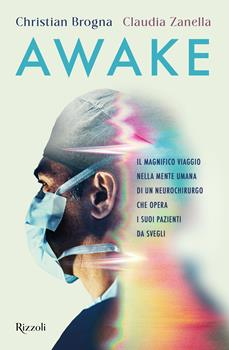 Christian Brogna Claudia Zanella
AWAKE
IL MAGNIFICO VIAGGIO
NELLA MENTE UMANA
DI UN NEUROCHIRURGO
CHE OPERA
I SUOI PAZIENTI
DA SVEGLI
Rizzoli